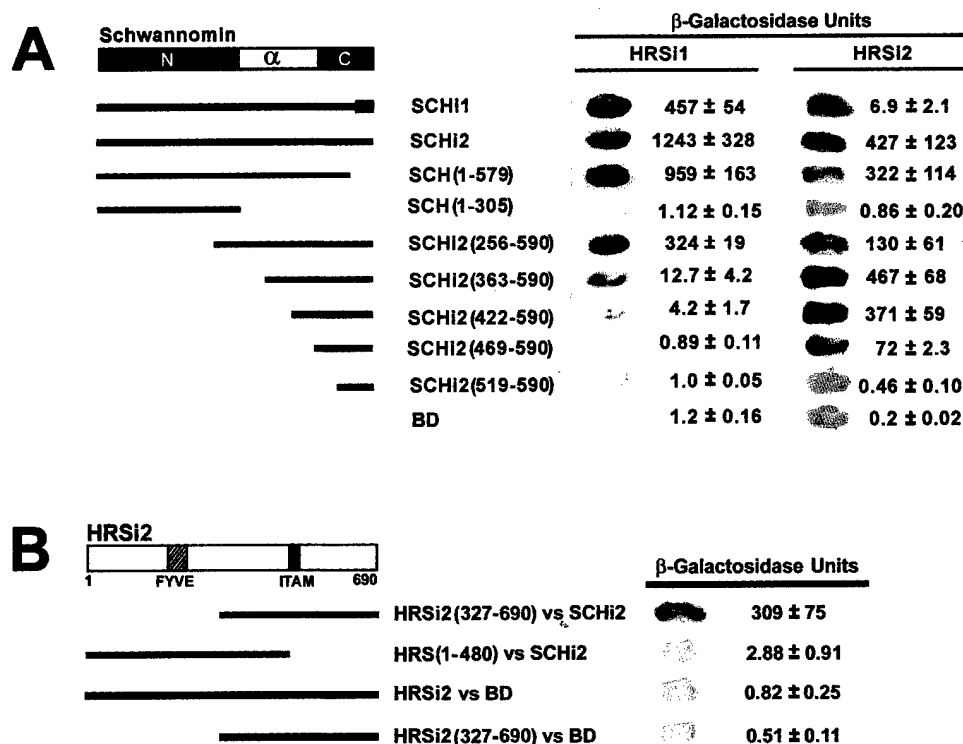 A
Schwannomin
N α C
β-Galactosidase Units
HRSi1 HRSi2
SCHi1 457 ± 54 6.9 ± 2.1
SCHi2 1243 ± 328 427 ± 123
SCH(1-579) 959 ± 163 322 ± 114
SCH(1-305) 1.12 ± 0.15 0.86 ± 0.20
SCHi2(256-590) 324 ± 19 130 ± 61
SCHi2(363-590) 12.7 ± 4.2 467 ± 68
SCHi2(422-590) 4.2 ± 1.7 371 ± 59
SCHi2(469-590) 0.89 ± 0.11 72 ± 2.3
SCHi2(519-590) 1.0 ± 0.05 0.46 ± 0.10
BD 1.2 ± 0.16 0.2 ± 0.02
B
HRSi2
1 FYVE ITAM 690
β-Galactosidase Units
HRSi2(327-690) vs SCHi2 309 ± 75
HRS(1-480) vs SCHi2 2.88 ± 0.91
HRSi2 vs BD 0.82 ± 0.25
HRSi2(327-690) vs BD 0.51 ± 0.11